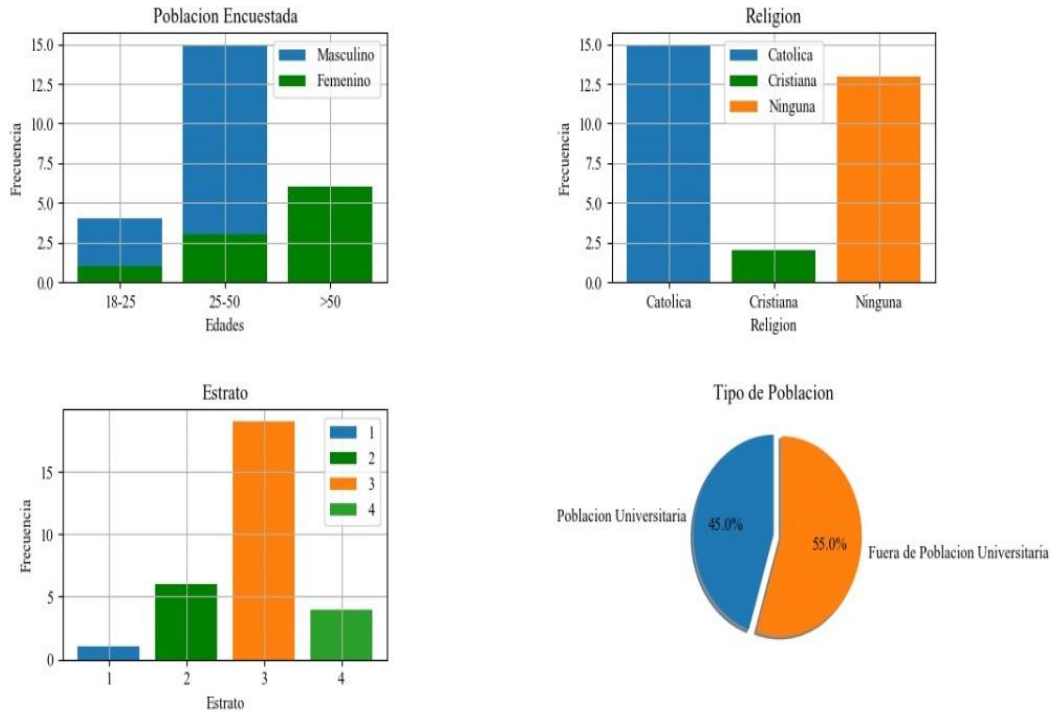 Poblacion Encuestada
15.0
12.5
10.0
7.5
5.0
2.5
0.0
Frecuencia
Masculino
Femenino
18-25 25-50 >50
Edades
Religion
15.0
12.5
10.0
7.5
5.0
2.5
0.0
Frecuencia
Catolica
Cristiana
Ninguna
Catolica Cristiana Ninguna
Religion
Estrato
15
10
5
0
Frecuencia
1
2
3
4
1 2 3 4
Estrato
Tipo de Poblacion
Poblacion Universitaria
45.0%
55.0%
Fuera de Poblacion Universitaria